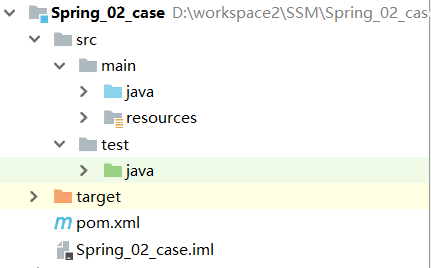 Spring_02_case D:\workspace2\SSM\Spring_02_cas
src
main
java
resources
test
java
target
pom.xml
Spring_02_case.iml